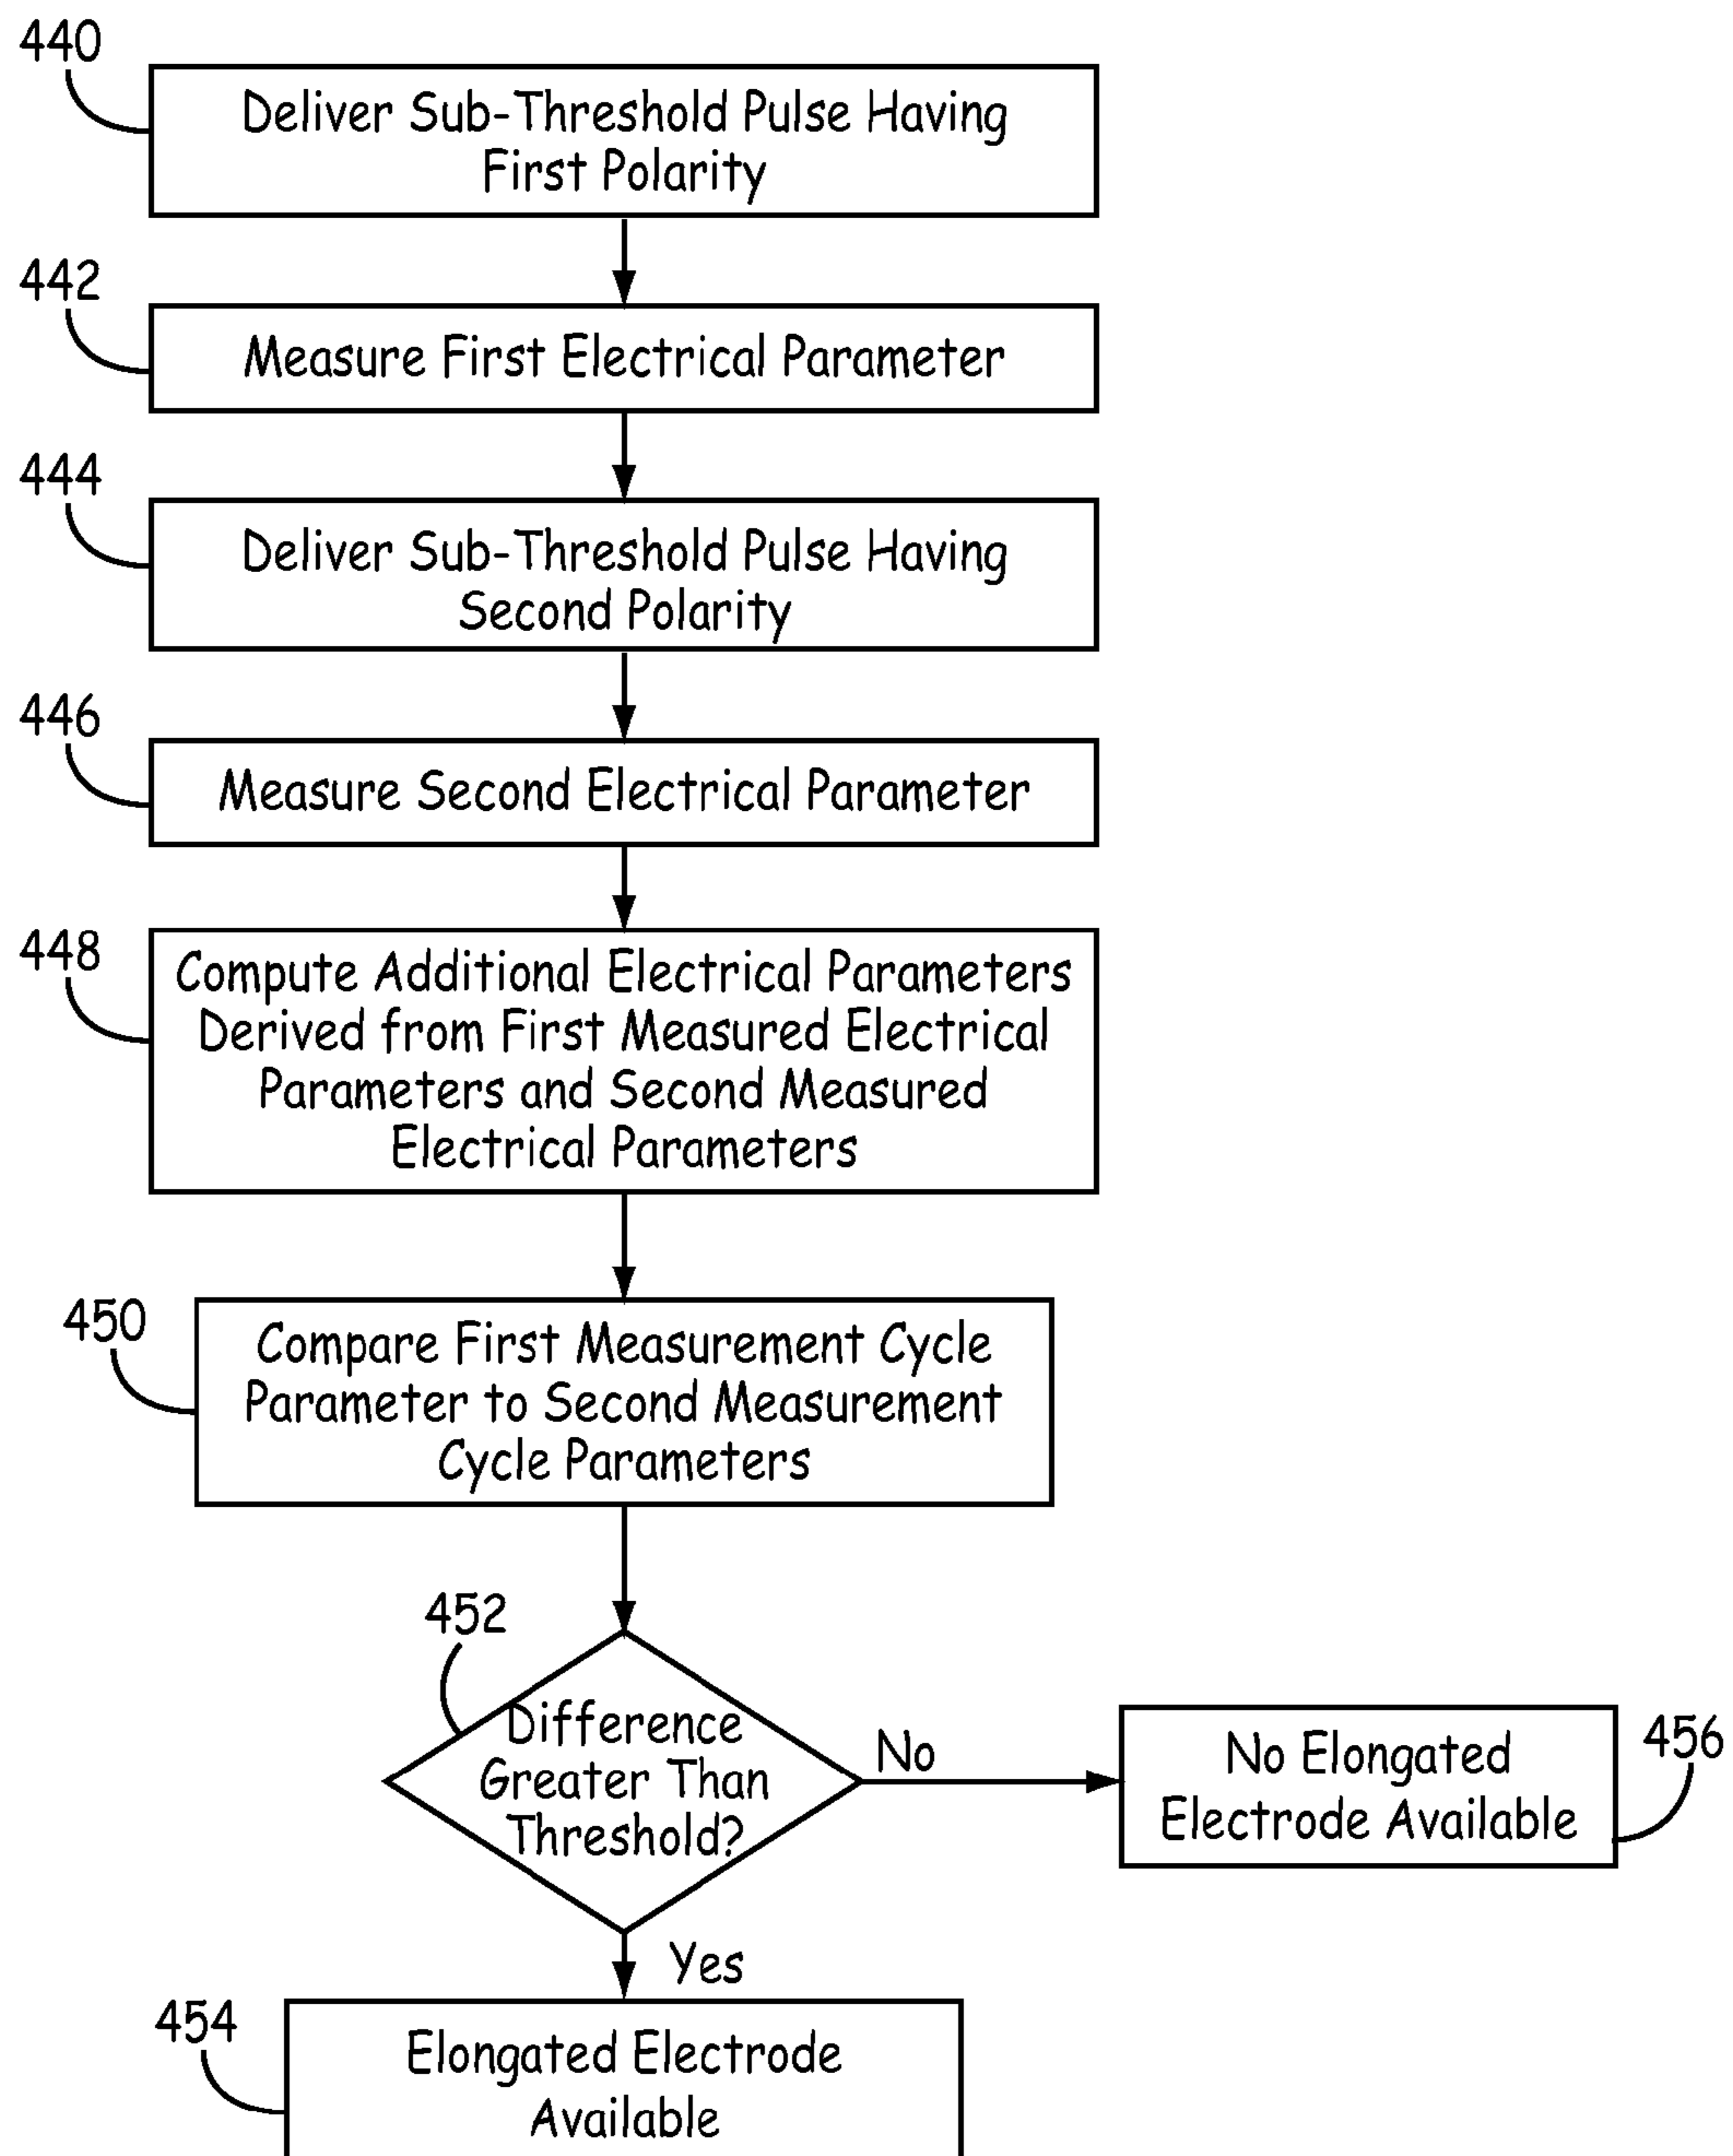 440
Deliver Sub-Threshold Pulse Having
First Polarity
442
Measure First Electrical Parameter
444
Deliver Sub-Threshold Pulse Having
Second Polarity
446
Measure Second Electrical Parameter
448
Compute Additional Electrical Parameters
Derived from First Measured Electrical
Parameters and Second Measured
Electrical Parameters
450
Compare First Measurement Cycle
Parameter to Second Measurement
Cycle Parameters
452
Difference
Greater Than
Threshold?
No
No Elongated
Electrode Available
456
Yes
454
Elongated Electrode
Available